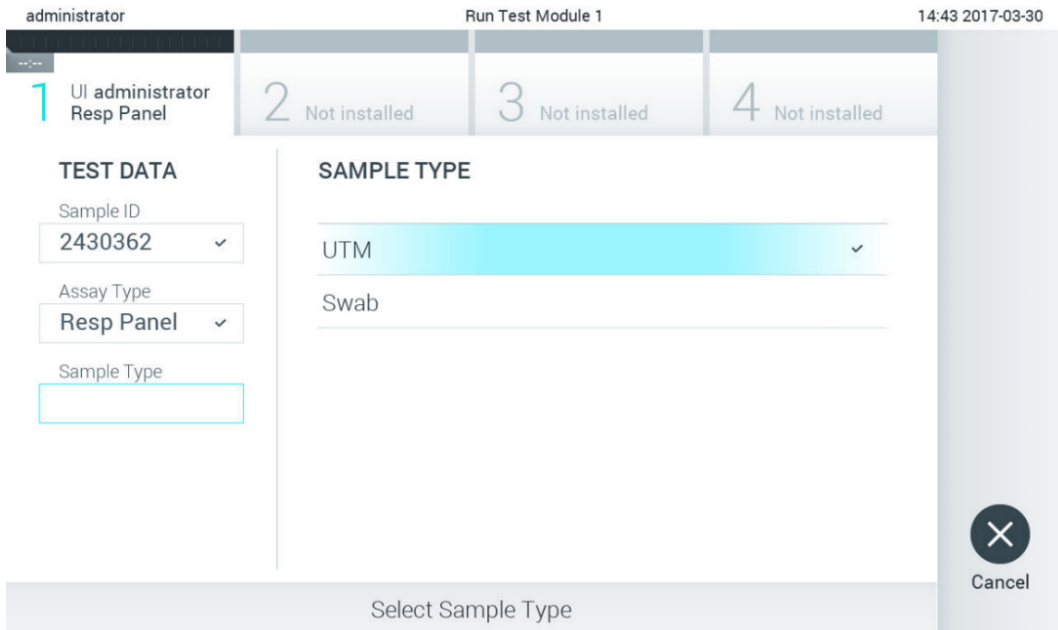 administrator
Run Test Module 1
14:43 2017-03-30
--:--
1
UI administrator
Resp Panel
2 Not installed
3 Not installed
4 Not installed
TEST DATA
Sample ID
2430362
Assay Type
Resp Panel
Sample Type
SAMPLE TYPE
UTM
Swab
Cancel
Select Sample Type